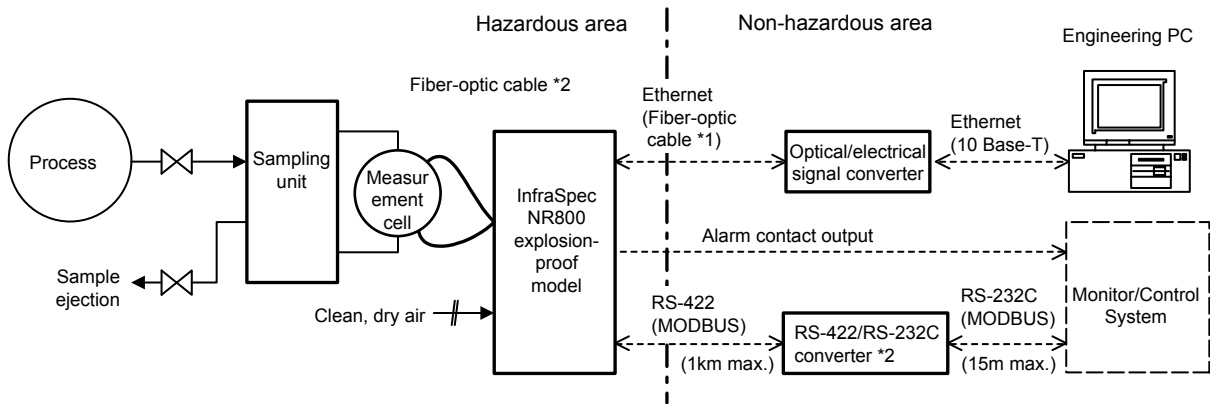 Hazardous area
Non-hazardous area
Engineering PC
Fiber-optic cable *2
Ethernet
(Fiber-optic
cable *1)
Ethernet
(10 Base-T)
Process
Sampling
unit
Measur
ement
cell
InfraSpec
NR800
explosion-
proof
model
Optical/electrical
signal converter
Alarm contact output
Sample
ejection
Clean, dry air
RS-422
(MODBUS)
(1km max.)
RS-422/RS-232C
converter *2
RS-232C
(MODBUS)
(15m max.)
Monitor/Control
System